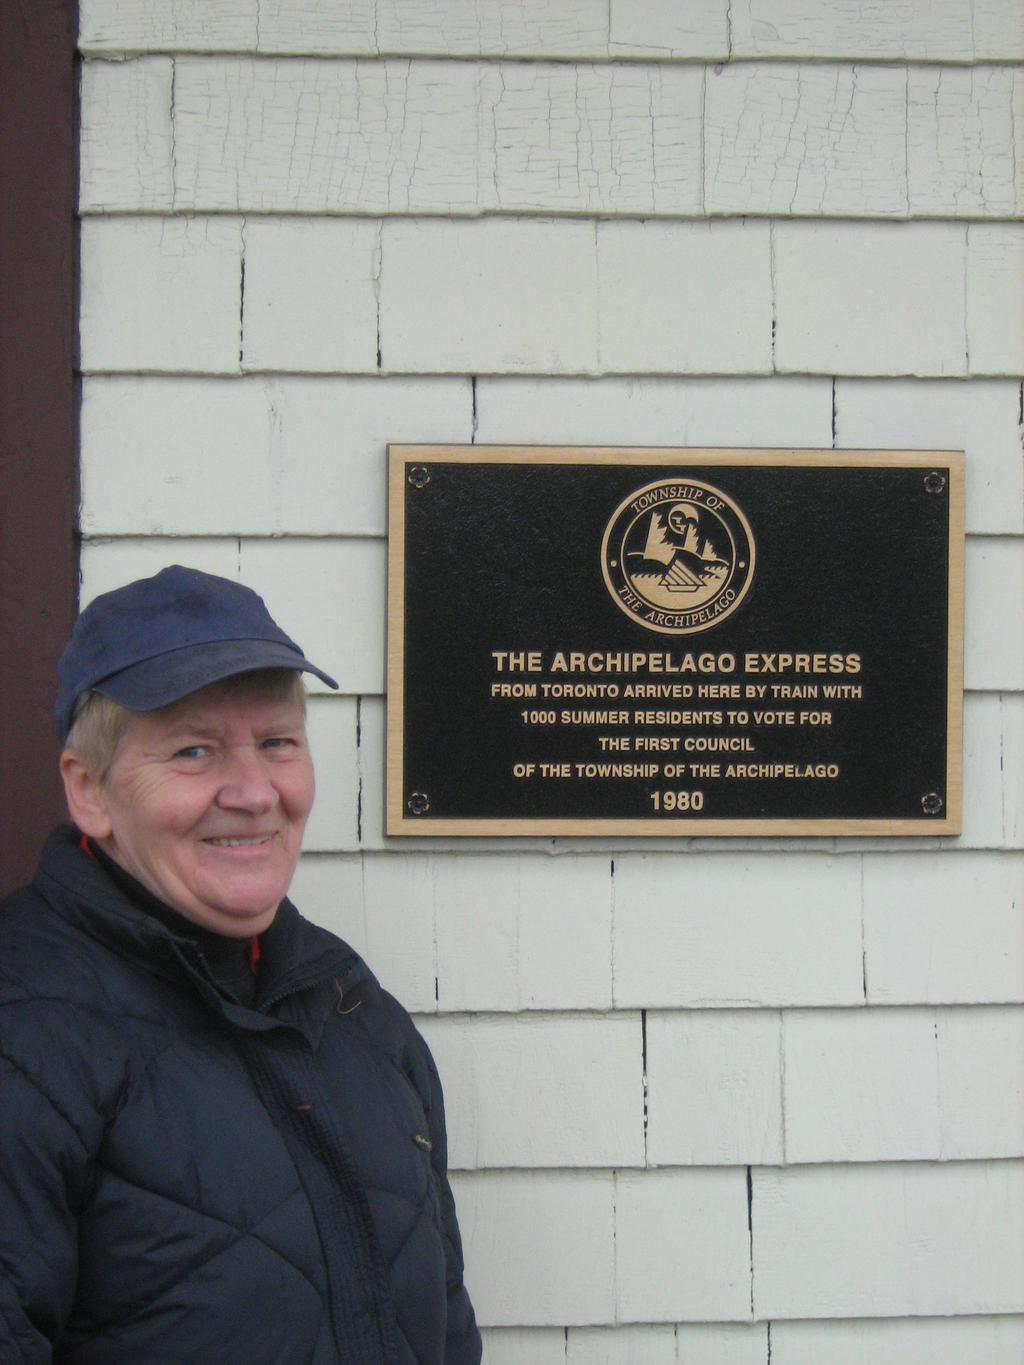 TOWNSHIP OF
THE ARCHIPELAGO
THE ARCHIPELAGO EXPRESS
FROM TORONTO ARRIVED HERE BY TRAIN WITH
1000 SUMMER RESIDENTS TO VOTE FOR
THE FIRST COUNCIL
OF THE TOWNSHIP OF THE ARCHIPELAGO
1980